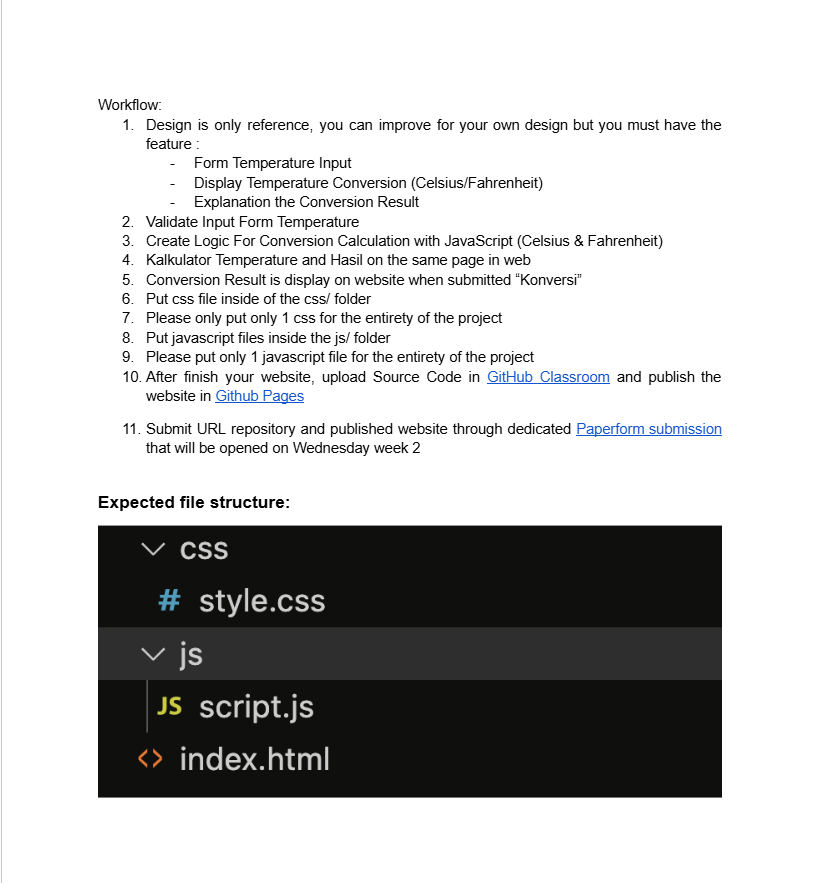 Workflow:
1. Design is only reference, you can improve for your own design but you must have the
feature :
- Form Temperature Input
- Display Temperature Conversion (Celsius/Fahrenheit)
- Explanation the Conversion Result
2. Validate Input Form Temperature
3. Create Logic For Conversion Calculation with JavaScript (Celsius & Fahrenheit)
4. Kalkulator Temperature and Hasil on the same page in web
5. Conversion Result is display on website when submitted “Konversi”
6. Put css file inside of the css/ folder
7. Please only put only 1 css for the entirety of the project
8. Put javascript files inside the js/ folder
9. Please put only 1 javascript file for the entirety of the project
10. After finish your website, upload Source Code in GitHub Classroom and publish the
website in Github Pages
11. Submit URL repository and published website through dedicated Paperform submission
that will be opened on Wednesday week 2
Expected file structure:
css
# style.css
js
JS script.js
<> index.html